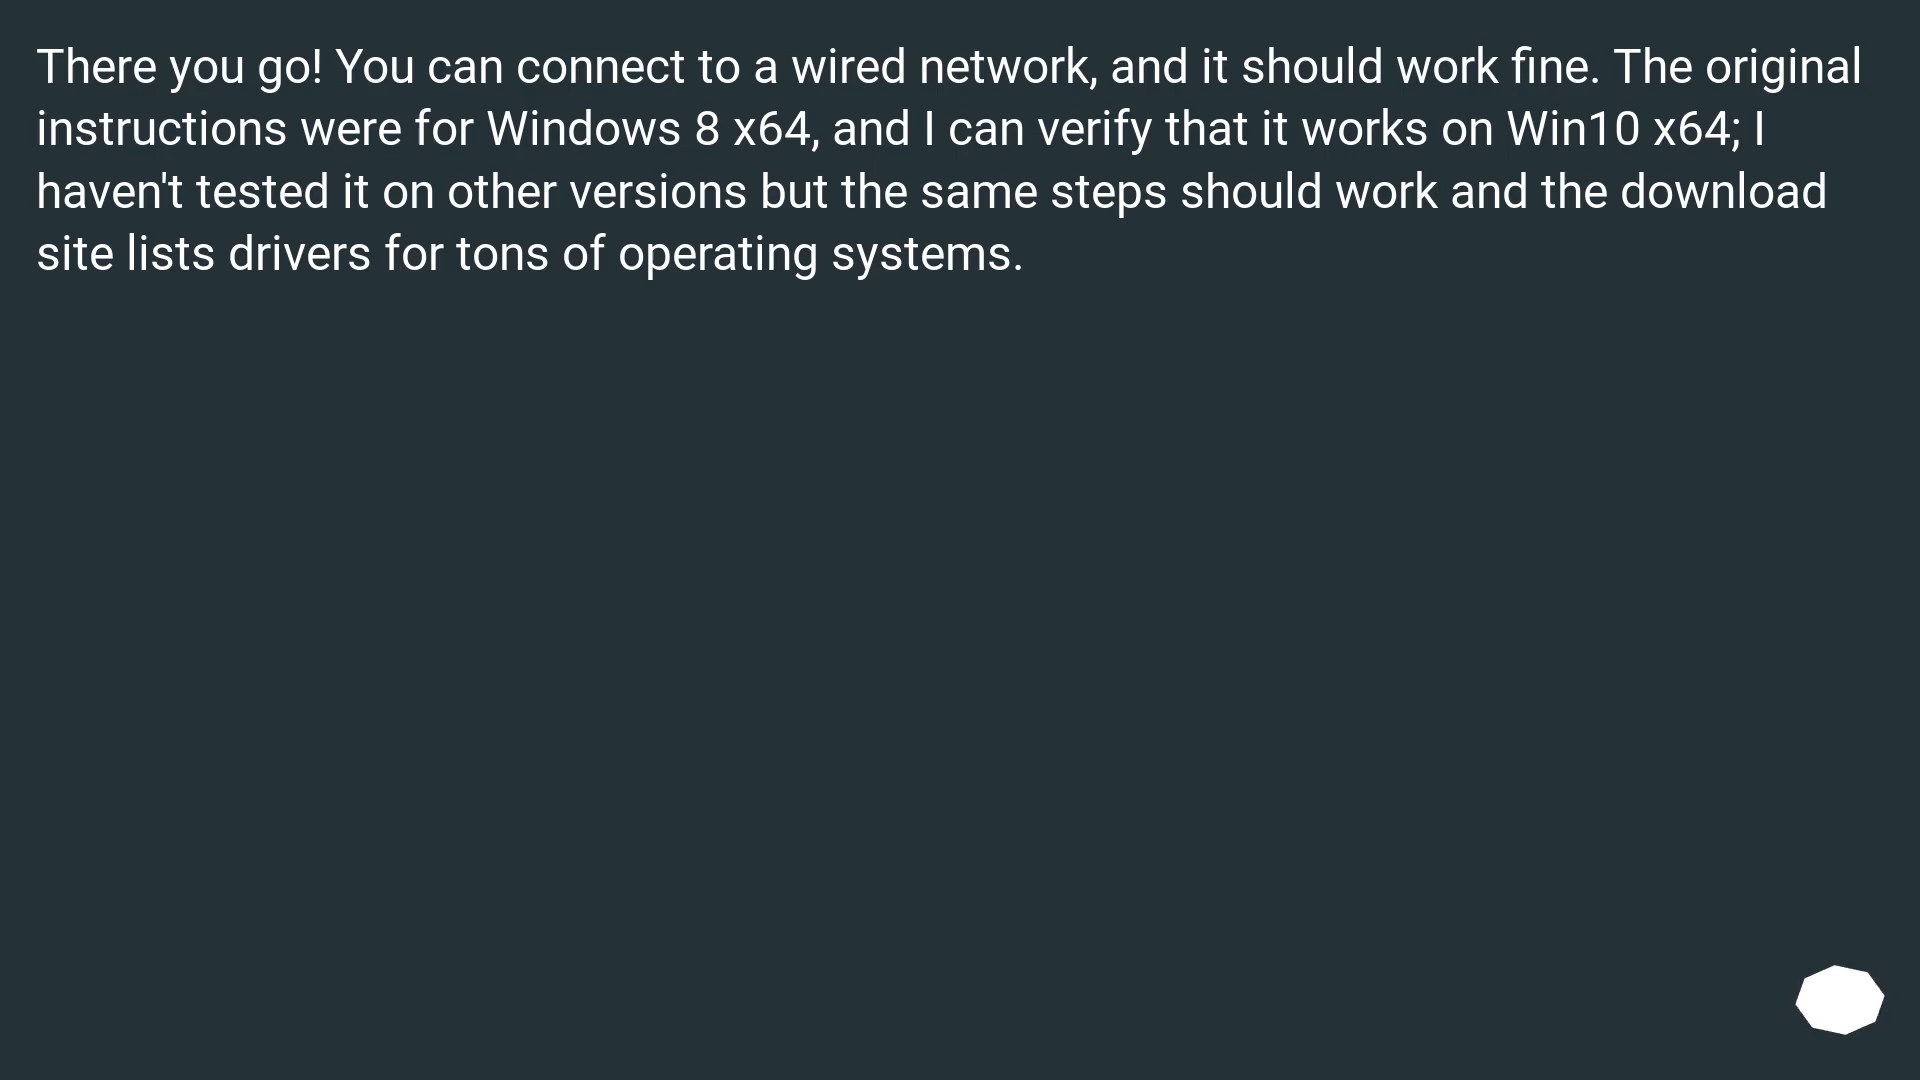 There you go! You can connect to a wired network, and it should work fine. The original
instructions were for Windows 8 x64, and I can verify that it works on Win10 x64; I
haven't tested it on other versions but the same steps should work and the download
site lists drivers for tons of operating systems.